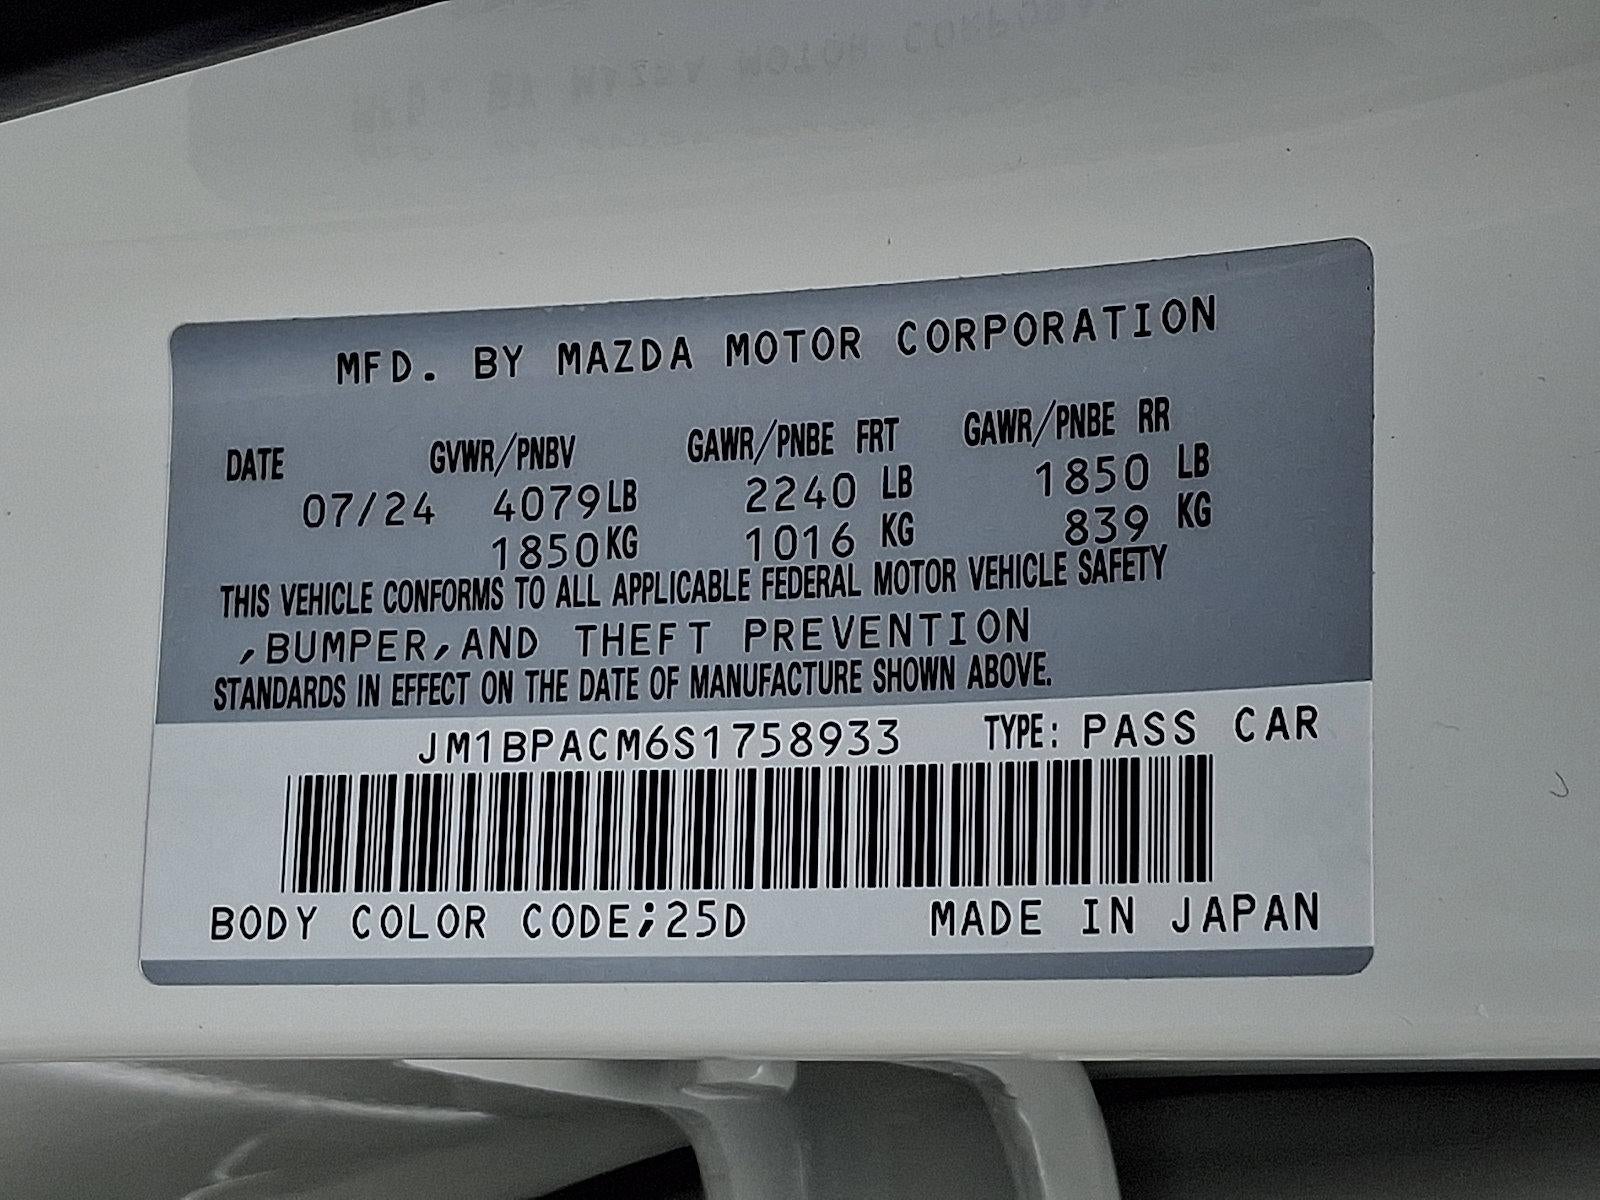 MFD. BY MAZDA MOTOR CORPORATION
DATE GVWR/PNBV GAWR/PNBE FRT GAWR/PNBE RR
07/24 4079LB 2240 LB 1850 LB
1850KG 1016 KG 839 KG
THIS VEHICLE CONFORMS TO ALL APPLICABLE FEDERAL MOTOR VEHICLE SAFETY
,BUMPER,AND THEFT PREVENTION
STANDARDS IN EFFECT ON THE DATE OF MANUFACTURE SHOWN ABOVE.
JM1BPACM6S1758933 TYPE: PASS CAR
BODY COLOR CODE;25D MADE IN JAPAN